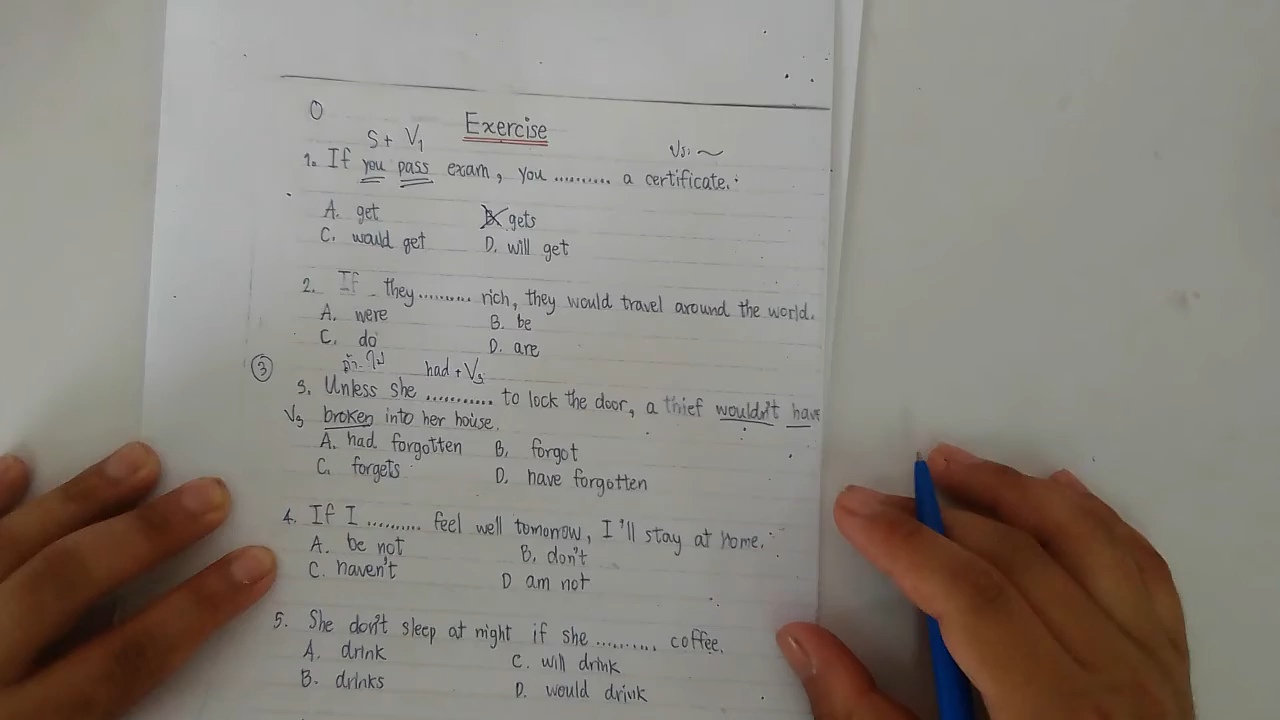 Exercise
S + V1
1. If you pass exam, you .......... a certificate.
A. get B. gets
C. would get D. will get
2. If they .......... rich, they would travel around the world.
A. were B. be
C. do D. are
had + V3
3
3. Unless she ............ to lock the door, a thief wouldn't have
V3 broken into her house.
A. had forgotten B. forgot
C. forgets D. have forgotten
4. If I .......... feel well tomorrow, I'll stay at home.
A. be not B. don't
C. haven't D am not
5. She don't sleep at night if she .......... coffee.
A. drink C. will drink
B. drinks D. would drink